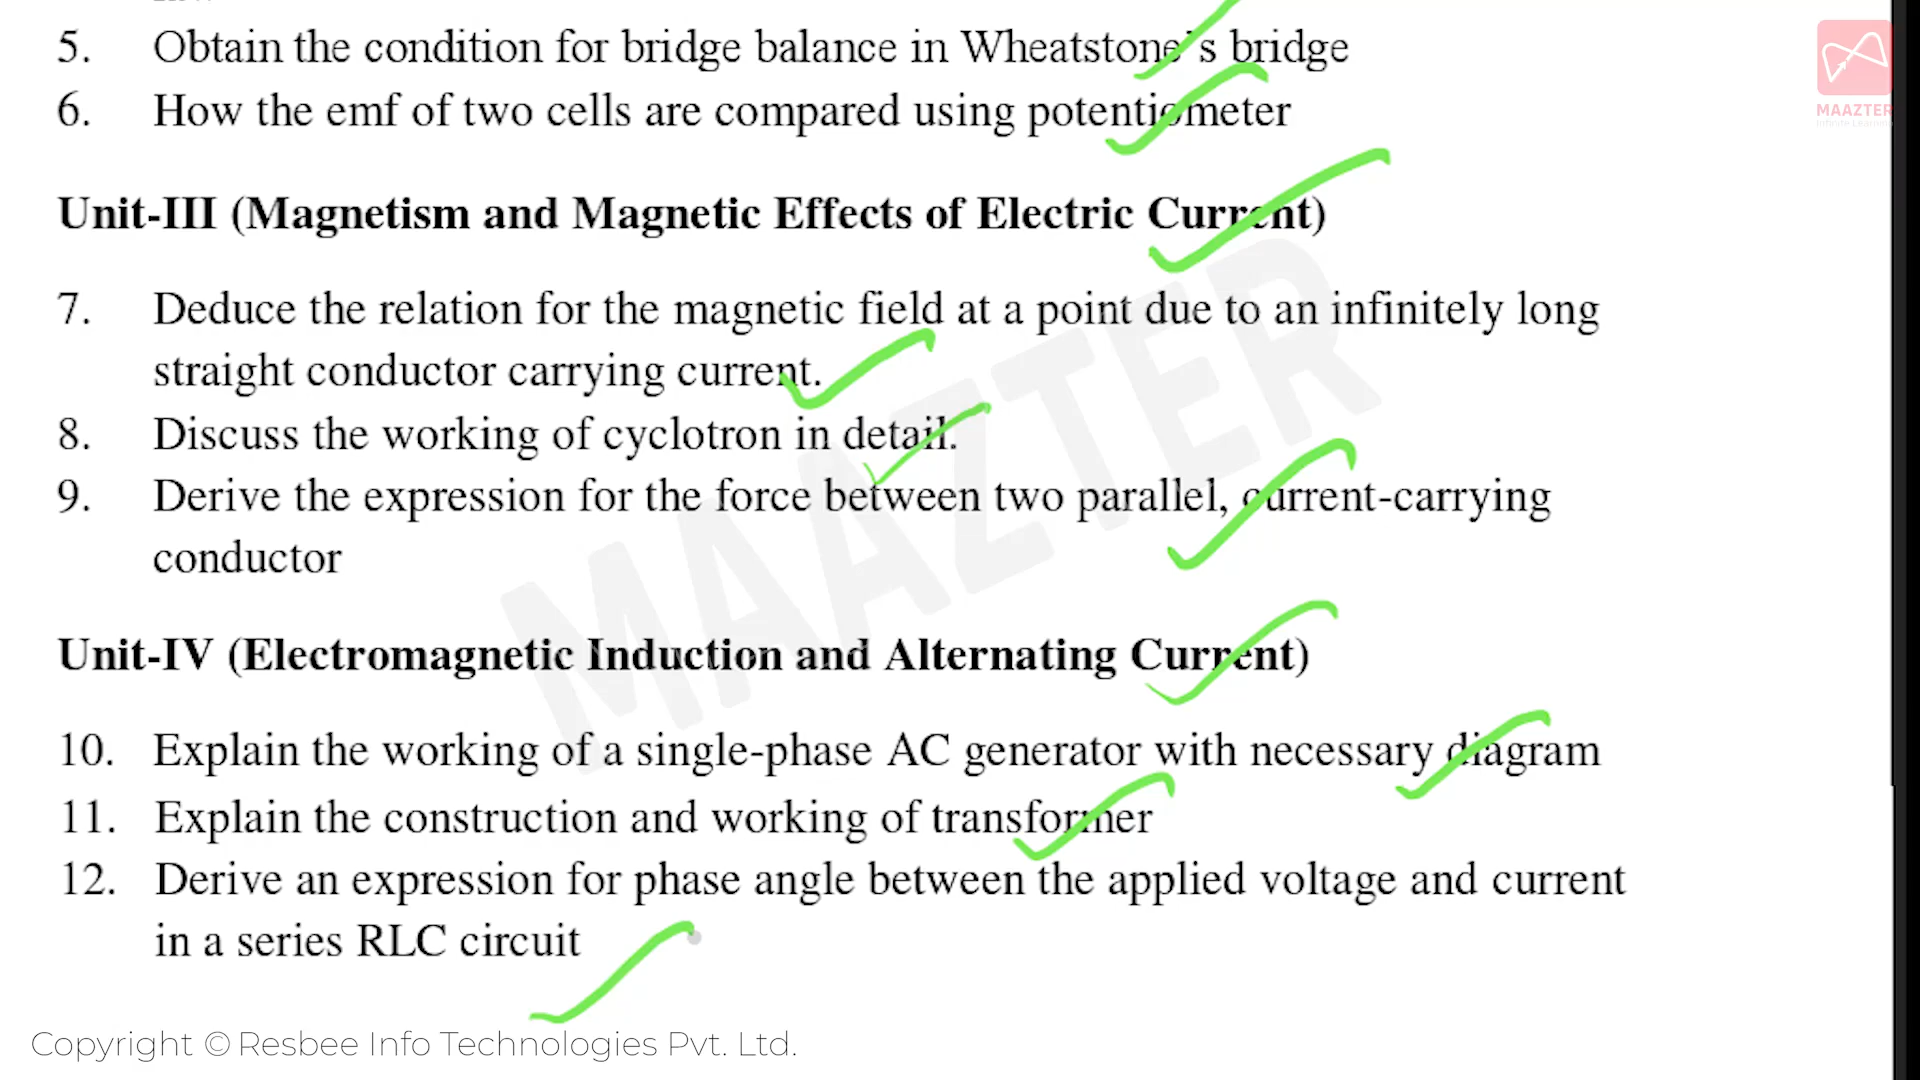 5. Obtain the condition for bridge balance in Wheatstone's bridge
6. How the emf of two cells are compared using potentiometer
Unit-III (Magnetism and Magnetic Effects of Electric Current)
7. Deduce the relation for the magnetic field at a point due to an infinitely long
straight conductor carrying current.
8. Discuss the working of cyclotron in detail.
9. Derive the expression for the force between two parallel, current-carrying
conductor
Unit-IV (Electromagnetic Induction and Alternating Current)
10. Explain the working of a single-phase AC generator with necessary diagram
11. Explain the construction and working of transformer
12. Derive an expression for phase angle between the applied voltage and current
in a series RLC circuit
Copyright © Resbee Info Technologies Pvt. Ltd.
MAAZTER
Infinite Learning
MAAZTER